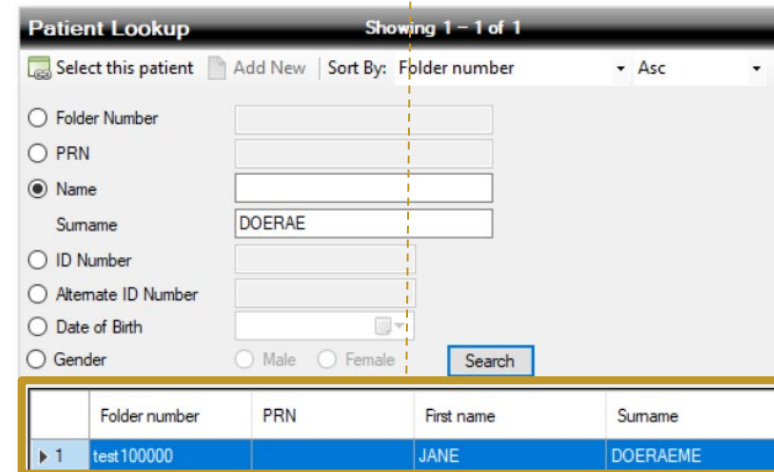 Patient Lookup Showing 1 – 1 of 1
Select this patient Add New Sort By: Folder number Asc
Folder Number
PRN
Name
Surname DOERAE
ID Number
Alternate ID Number
Date of Birth
Gender Male Female Search
Folder number PRN First name Surname
1 test100000 JANE DOERAEME